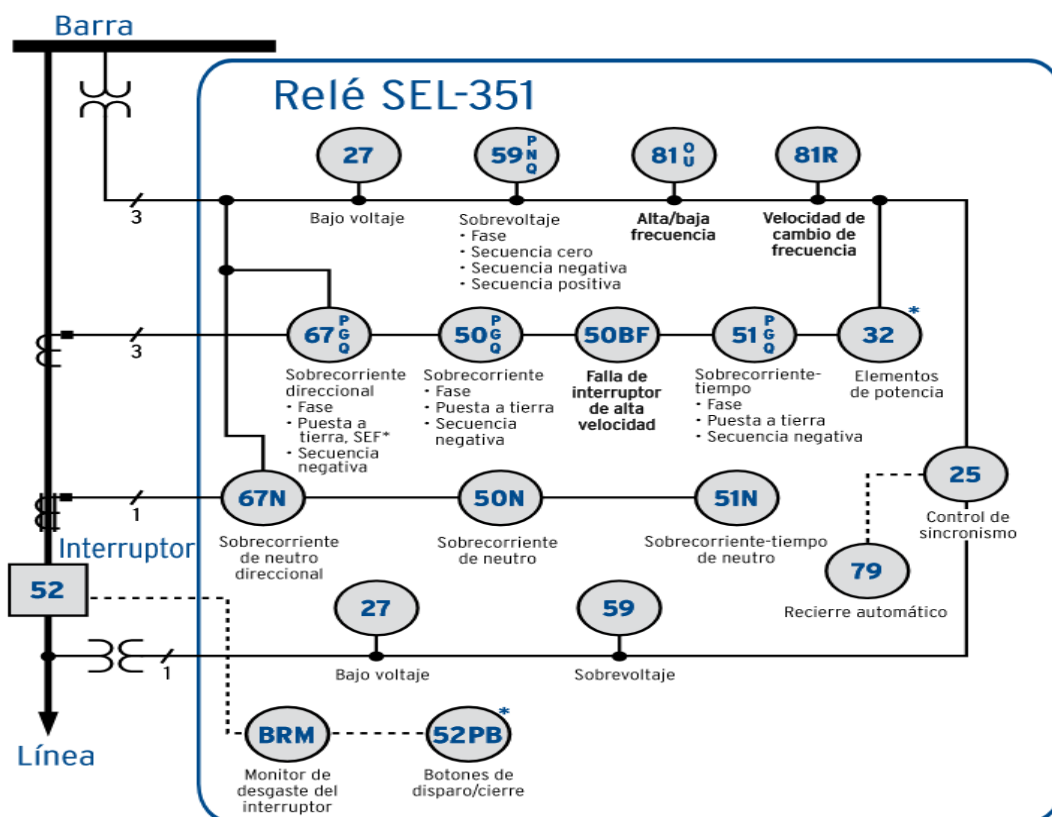 Barra
Relé SEL-351
27
59 P N Q
81 O U
81R
3
Bajo voltaje
Sobrevoltaje
· Fase
· Secuencia cero
· Secuencia negativa
· Secuencia positiva
Alta/baja
frecuencia
Velocidad de
cambio de
frecuencia
3
67 P G Q
50 P G Q
50BF
51 P G Q
32 *
Sobrecorriente
direccional
· Fase
· Puesta a
tierra, SEF*
· Secuencia
negativa
Sobrecorriente
· Fase
· Puesta a tierra
· Secuencia
negativa
Falla de
interruptor
de alta
velocidad
Sobrecorriente-
tiempo
· Fase
· Puesta a tierra
· Secuencia negativa
Elementos
de potencia
1
67N
50N
51N
25
Sobrecorriente
de neutro
direccional
Sobrecorriente
de neutro
Sobrecorriente-tiempo
de neutro
Control de
sincronismo
79
Recierre automático
Interruptor
52
27
59
1
Bajo voltaje
Sobrevoltaje
BRM
52PB *
Monitor de
desgaste del
interruptor
Botones de
disparo/cierre
Línea